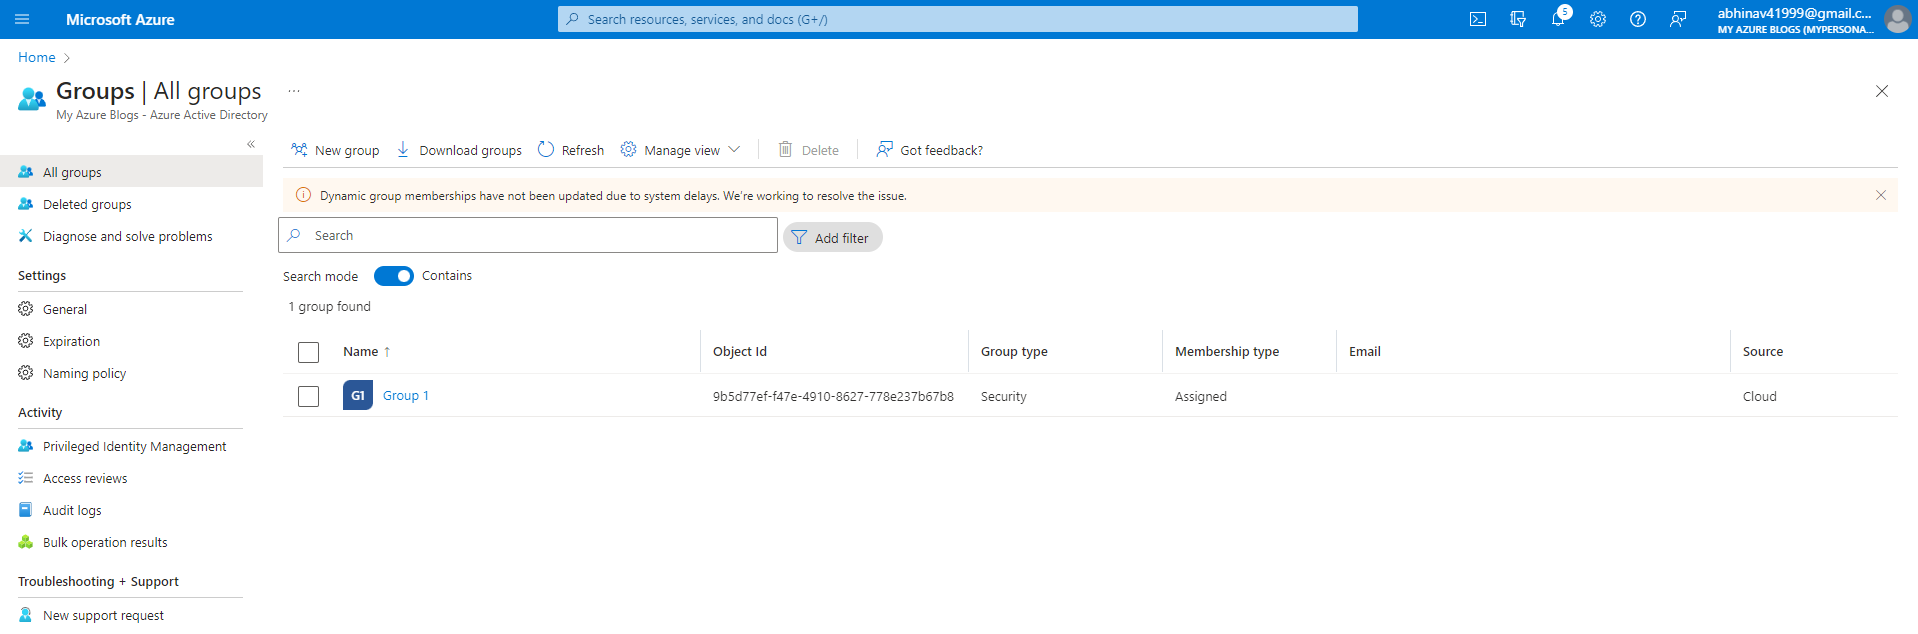 Microsoft Azure
Search resources, services, and docs (G+/)
5
abhinav41999@gmail.c...
MY AZURE BLOGS (MYPERSONA...
Home >
Groups | All groups ...
My Azure Blogs - Azure Active Directory
«
New group
Download groups
Refresh
Manage view
Delete
Got feedback?
All groups
Deleted groups
Diagnose and solve problems
Settings
General
Expiration
Naming policy
Activity
Privileged Identity Management
Access reviews
Audit logs
Bulk operation results
Troubleshooting + Support
New support request
Dynamic group memberships have not been updated due to system delays. We're working to resolve the issue.
Search
Add filter
Search mode Contains
1 group found
Name ↑ Object Id Group type Membership type Email Source
G1 Group 1 9b5d77ef-f47e-4910-8627-778e237b67b8 Security Assigned Cloud